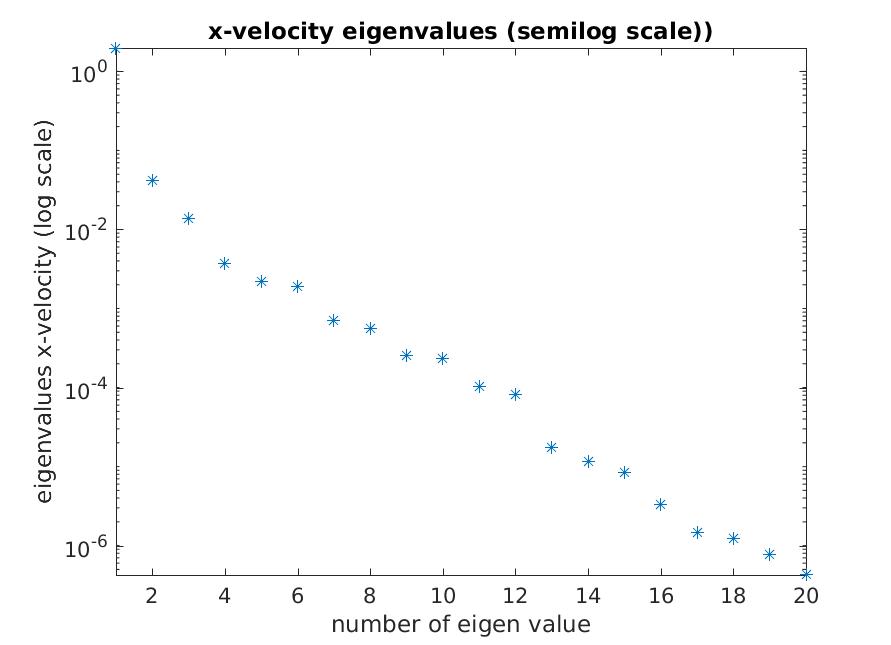 x-velocity eigenvalues (semilog scale))
eigenvalues x-velocity (log scale)
10^0
10^-2
10^-4
10^-6
2 4 6 8 10 12 14 16 18 20
number of eigen value